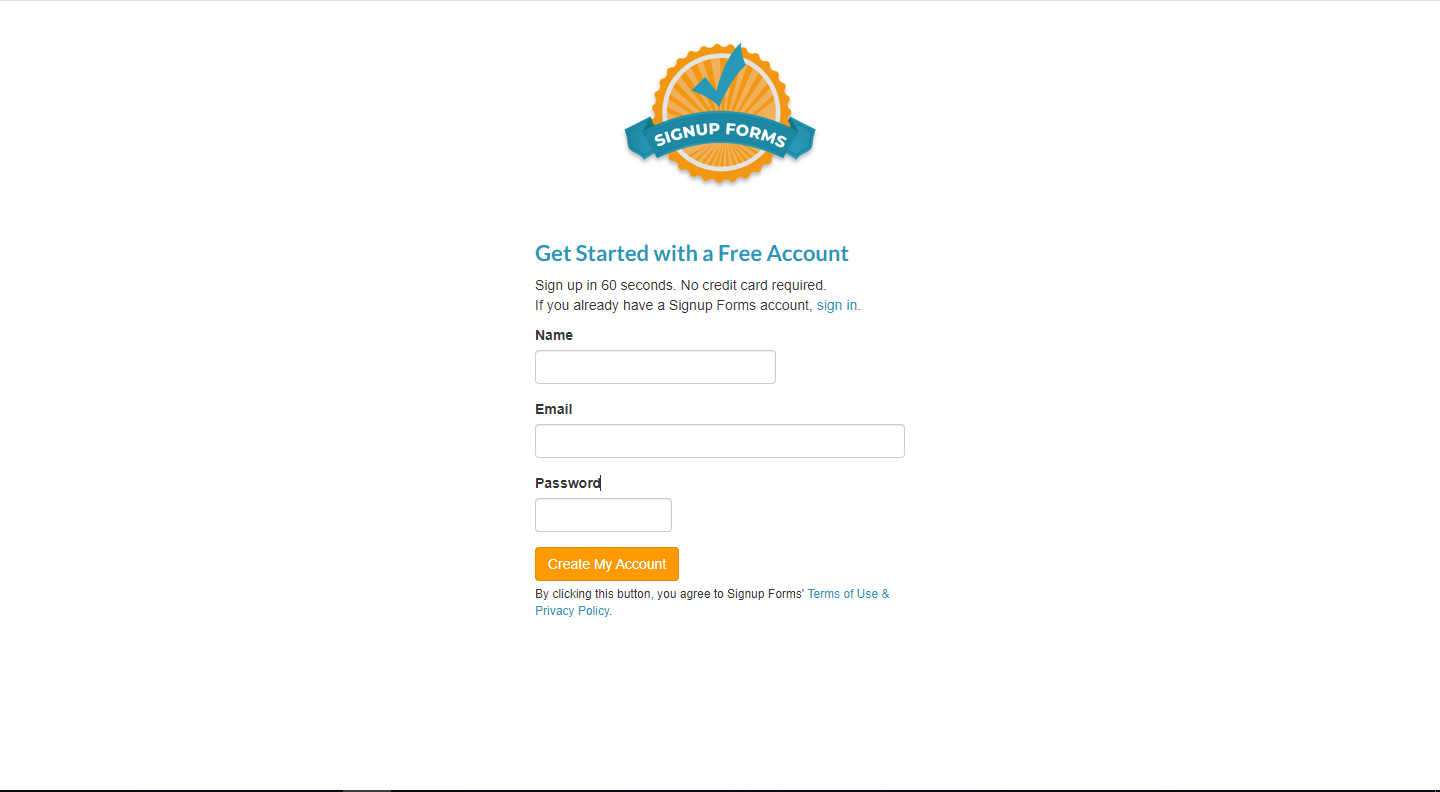 SIGNUP FORMS
Get Started with a Free Account
Sign up in 60 seconds. No credit card required.
If you already have a Signup Forms account, sign in.
Name
Email
Password
Create My Account
By clicking this button, you agree to Signup Forms' Terms of Use &
Privacy Policy.